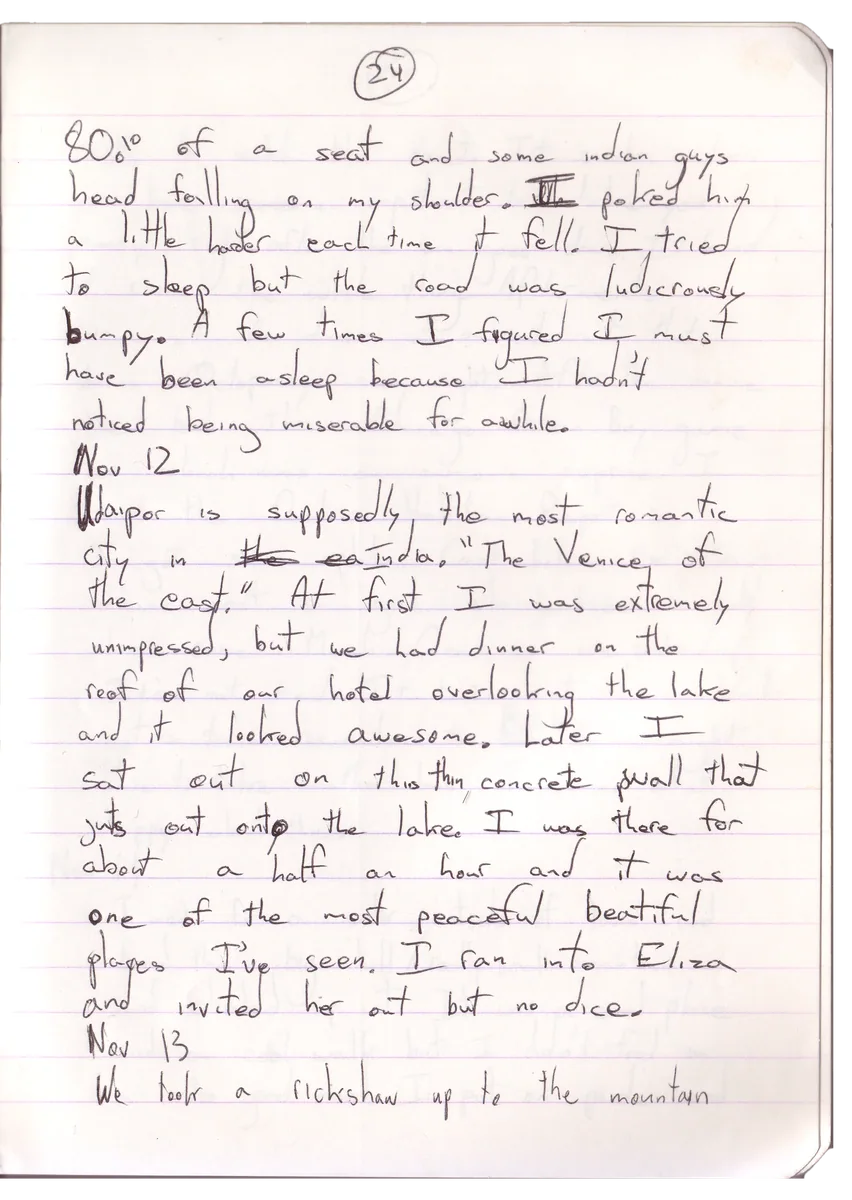 24
80% of a seat and some indian guys
head falling on my shoulder. I poked him
a little harder each time it fell. I tried
to sleep but the road was ludicrously
bumpy. A few times I figured I must
have been asleep because I hadn't
noticed being miserable for awhile.
Nov 12
Udaipor is supposedly the most romantic
city in India. "The Venice of
the east." At first I was extremely
unimpressed, but we had dinner on the
roof of our hotel overlooking the lake
and it looked awesome. Later I
sat out on this thin concrete wall that
juts out onto the lake. I was there for
about a half an hour and it was
one of the most peaceful beatiful
places I've seen. I ran into Eliza
and invited her out but no dice.
Nov 13
We took a rickshaw up to the mountain